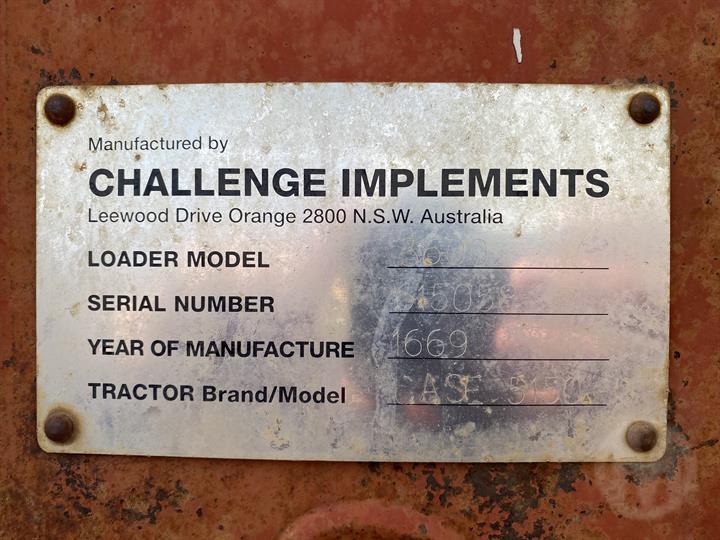 Manufactured by
CHALLENGE IMPLEMENTS
Leewood Drive Orange 2800 N.S.W. Australia
LOADER MODEL
SERIAL NUMBER
YEAR OF MANUFACTURE 1669
TRACTOR Brand/Model CASE